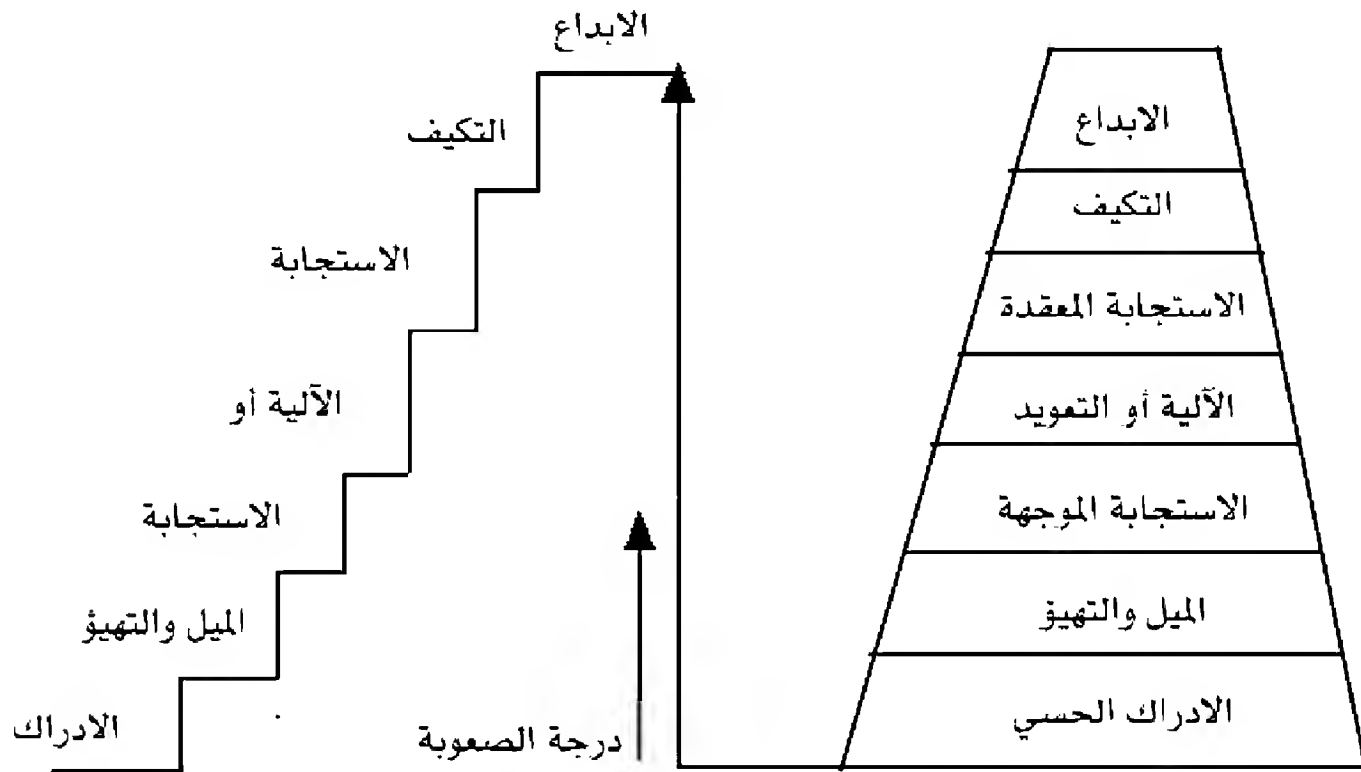 الابداع
التكيف
الاستجابة
الآلية أو
الاستجابة
الميل والتهيؤ
الادراك
درجة الصعوبة
الابداع
التكيف
الاستجابة المعقدة
الآلية أو التعويد
الاستجابة الموجهة
الميل والتهيؤ
الادراك الحسي